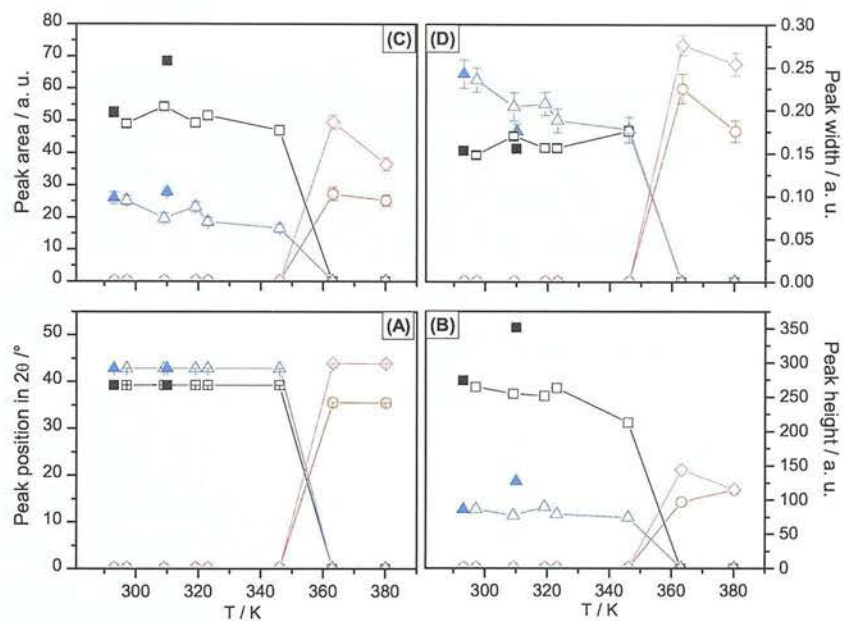 80
70
60
50
40
30
20
10
0
Peak area / a. u.
(C)
(D)
0.30
0.25
0.20
0.15
0.10
0.05
0.00
Peak width / a. u.
50
40
30
20
10
0
Peak position in 2θ /°
(A)
(B)
350
300
250
200
150
100
50
0
Peak height / a. u.
300 320 340 360 380
T / K
300 320 340 360 380
T / K